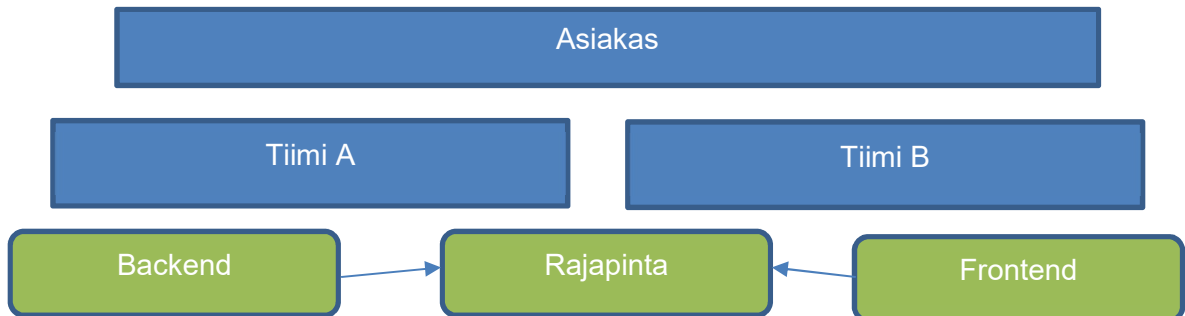 Asiakas
Tiimi A
Tiimi B
Backend
Rajapinta
Frontend